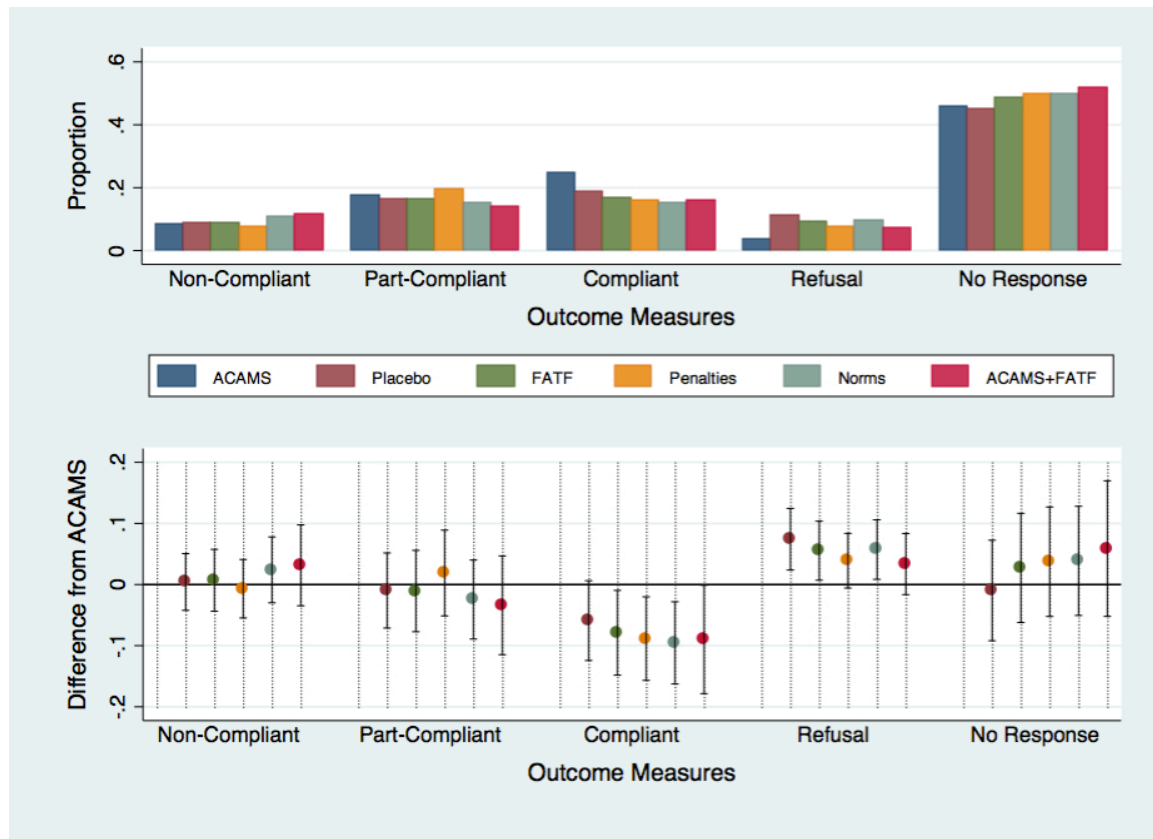 Proportion
.6
.4
.2
0
Non-Compliant Part-Compliant Compliant Refusal No Response
Outcome Measures
ACAMS Placebo FATF Penalties Norms ACAMS+FATF
Difference from ACAMS
.2
.1
0
-.1
-.2
Non-Compliant Part-Compliant Compliant Refusal No Response
Outcome Measures